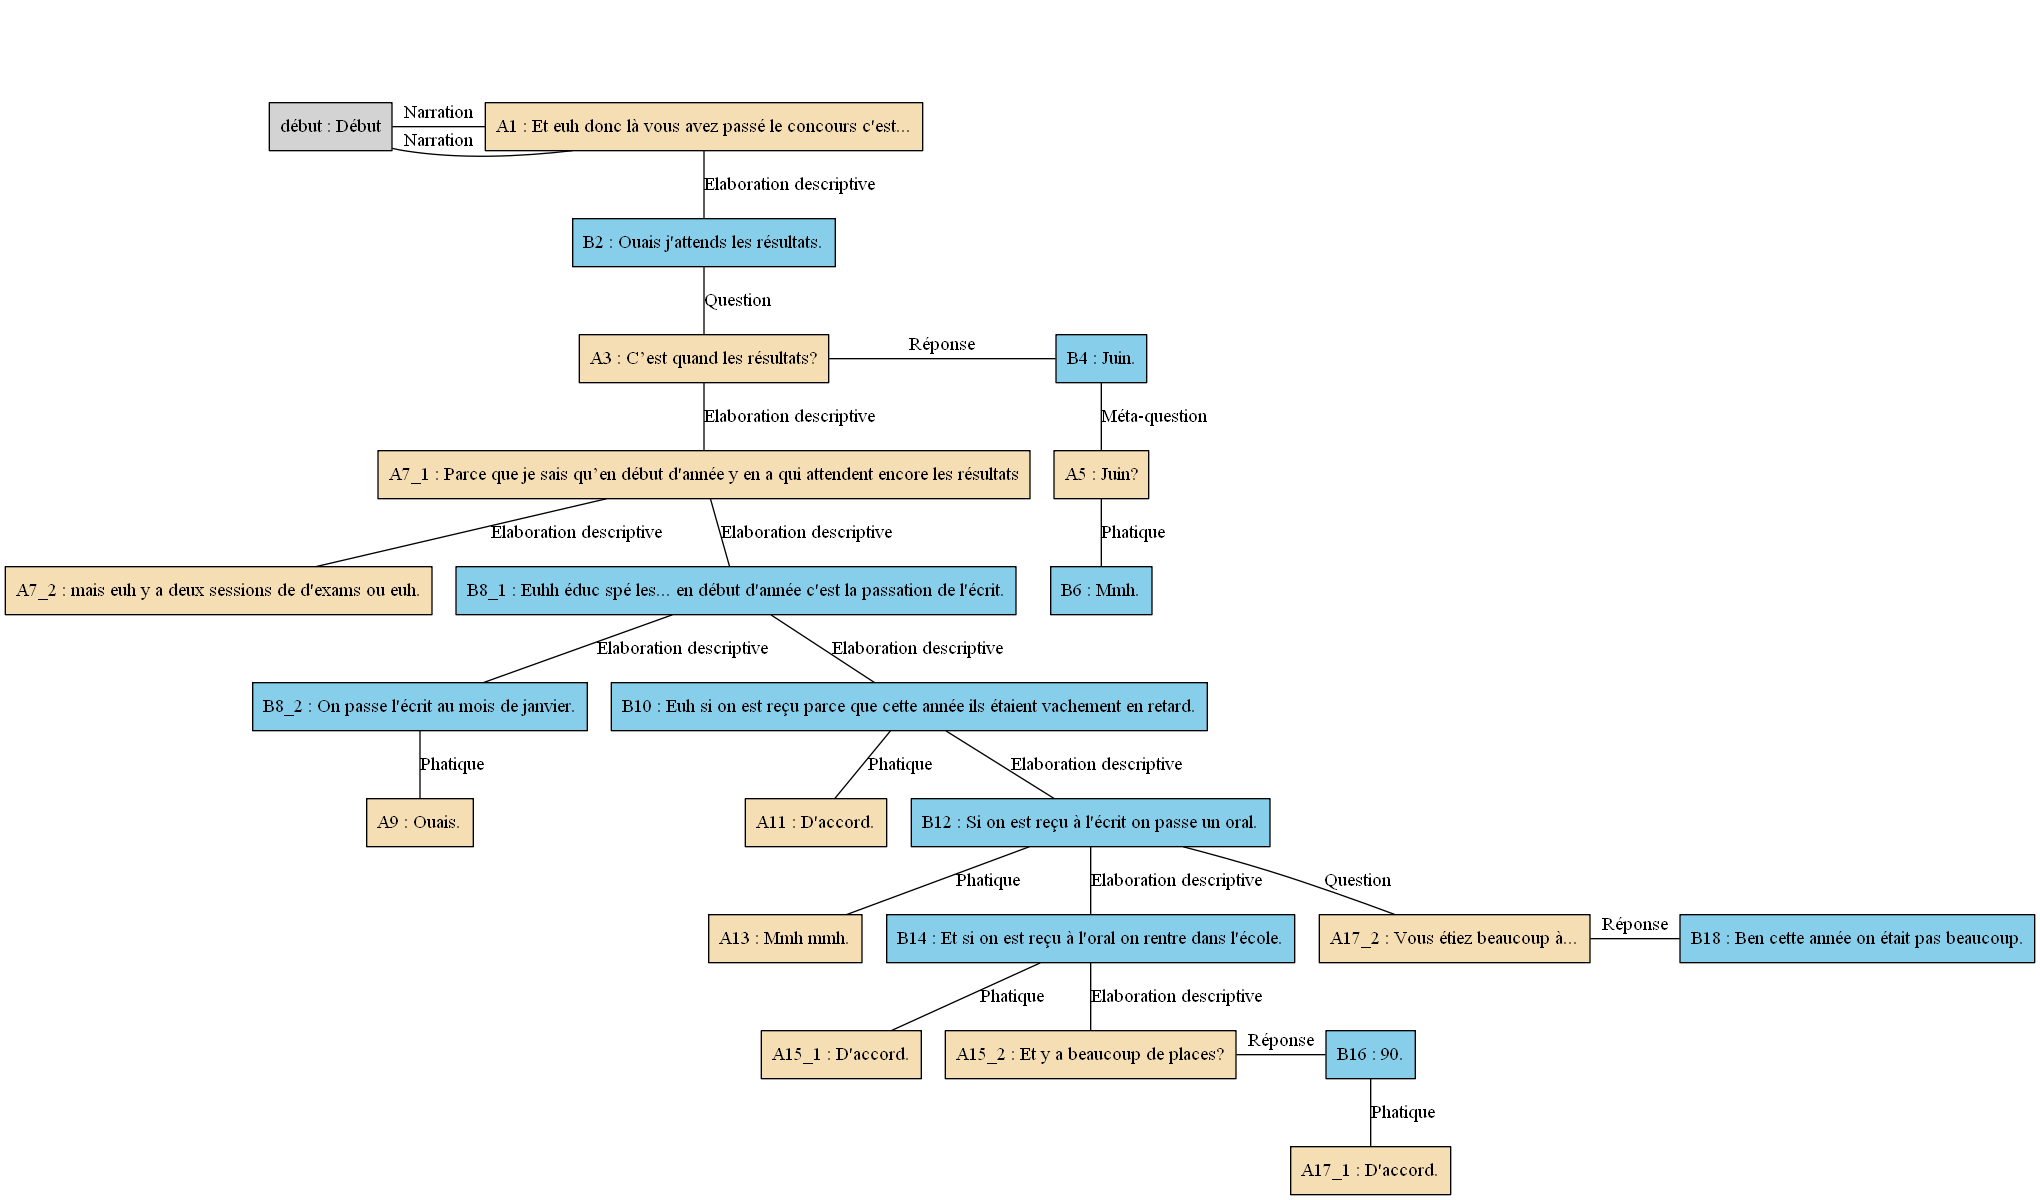 Narration
début : Début
A1 : Et euh donc là vous avez passé le concours c'est...
Narration
Elaboration descriptive
B2 : Ouais j'attends les résultats.
Question
A3 : C’est quand les résultats?
Réponse
B4 : Juin.
Elaboration descriptive
Méta-question
A7_1 : Parce que je sais qu’en début d'année y en a qui attendent encore les résultats
A5 : Juin?
Elaboration descriptive
Elaboration descriptive
Phatique
A7_2 : mais euh y a deux sessions de d'exams ou euh.
B8_1 : Euhh éduc spé les... en début d'année c'est la passation de l'écrit.
B6 : Mmh.
Elaboration descriptive
Elaboration descriptive
B8_2 : On passe l'écrit au mois de janvier.
B10 : Euh si on est reçu parce que cette année ils étaient vachement en retard.
Phatique
Phatique
Elaboration descriptive
A9 : Ouais.
A11 : D'accord.
B12 : Si on est reçu à l'écrit on passe un oral.
Phatique
Elaboration descriptive
Question
A13 : Mmh mmh.
B14 : Et si on est reçu à l'oral on rentre dans l'école.
A17_2 : Vous étiez beaucoup à...
Réponse
B18 : Ben cette année on était pas beaucoup.
Phatique
Elaboration descriptive
A15_1 : D'accord.
A15_2 : Et y a beaucoup de places?
Réponse
B16 : 90.
Phatique
A17_1 : D'accord.